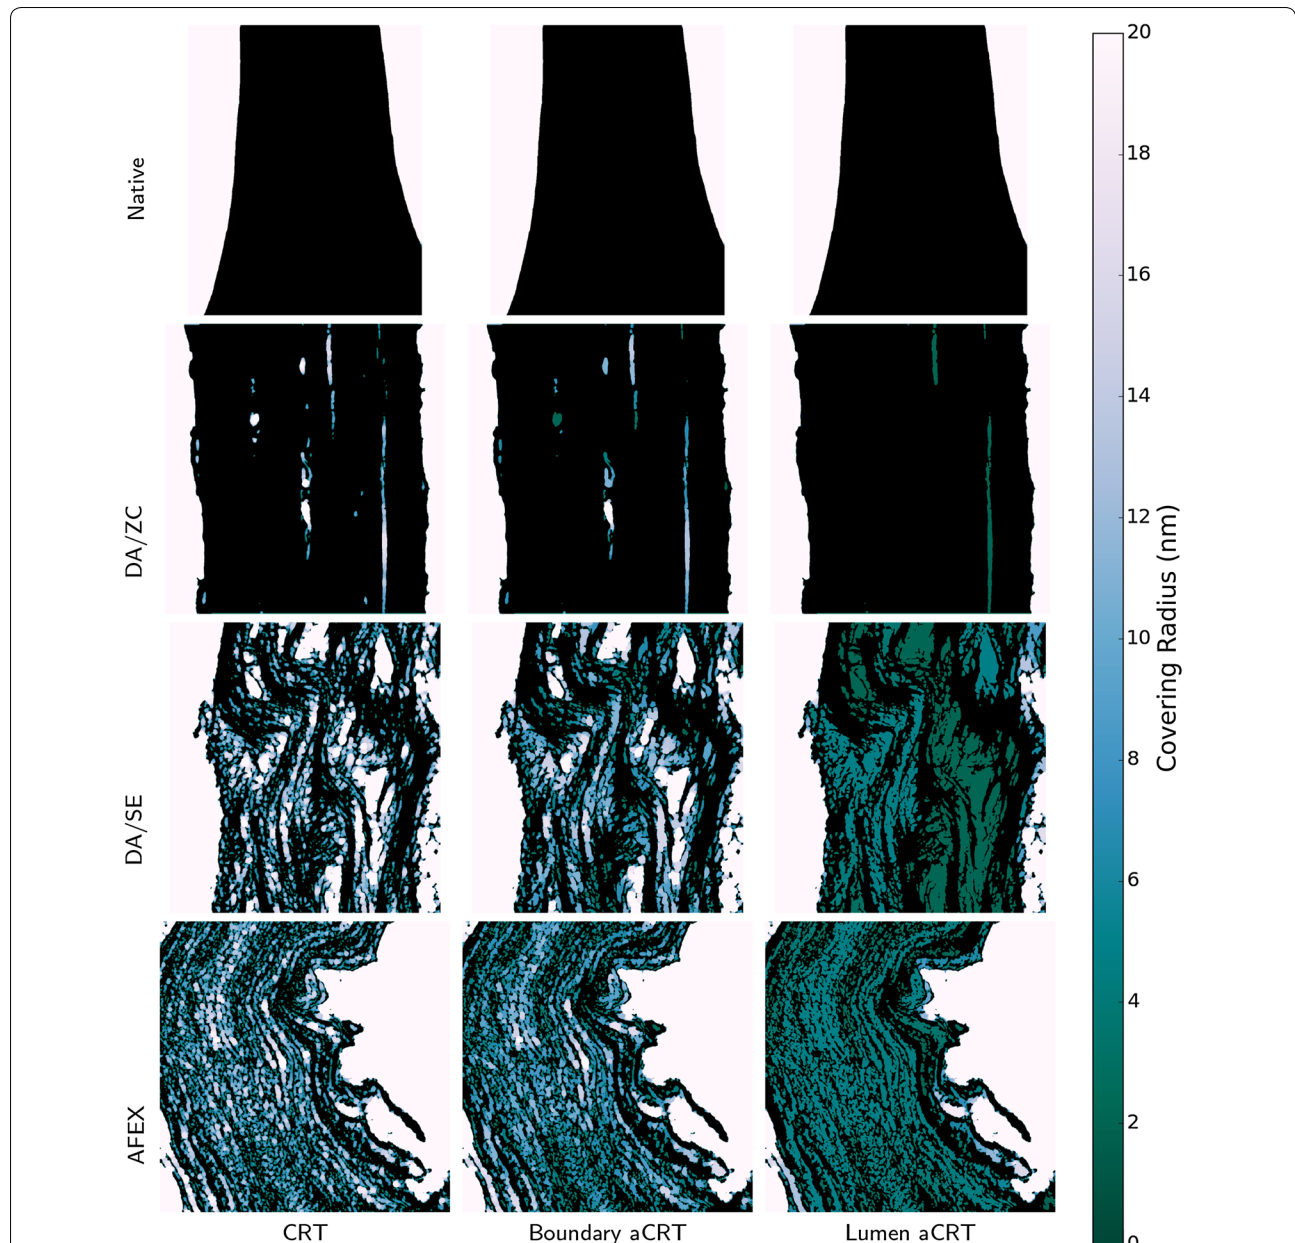 Native
DA/ZC
DA/SE
AFEX
CRT
Boundary aCRT
Lumen aCRT
20
18
16
14
12
10
8
6
4
2
0
Covering Radius (nm)